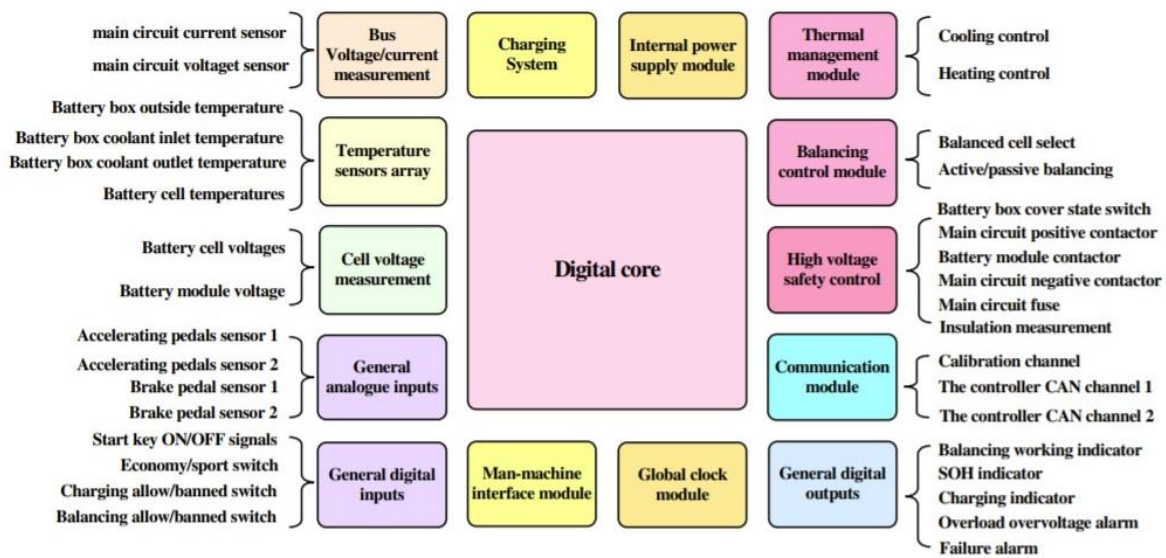 main circuit current sensor
main circuit voltaget sensor
Bus
Voltage/current
measurement
Charging
System
Internal power
supply module
Thermal
management
module
Cooling control
Heating control
Battery box outside temperature
Battery box coolant inlet temperature
Battery box coolant outlet temperature
Battery cell temperatures
Temperature
sensors array
Balancing
control module
Balanced cell select
Active/passive balancing
Battery cell voltages
Battery module voltage
Cell voltage
measurement
Digital core
High voltage
safety control
Battery box cover state switch
Main circuit positive contactor
Battery module contactor
Main circuit negative contactor
Main circuit fuse
Insulation measurement
Accelerating pedals sensor 1
Accelerating pedals sensor 2
Brake pedal sensor 1
Brake pedal sensor 2
General
analogue inputs
Communication
module
Calibration channel
The controller CAN channel 1
The controller CAN channel 2
Start key ON/OFF signals
Economy/sport switch
Charging allow/banned switch
Balancing allow/banned switch
General digital
inputs
Man-machine
interface module
Global clock
module
General digital
outputs
Balancing working indicator
SOH indicator
Charging indicator
Overload overvoltage alarm
Failure alarm